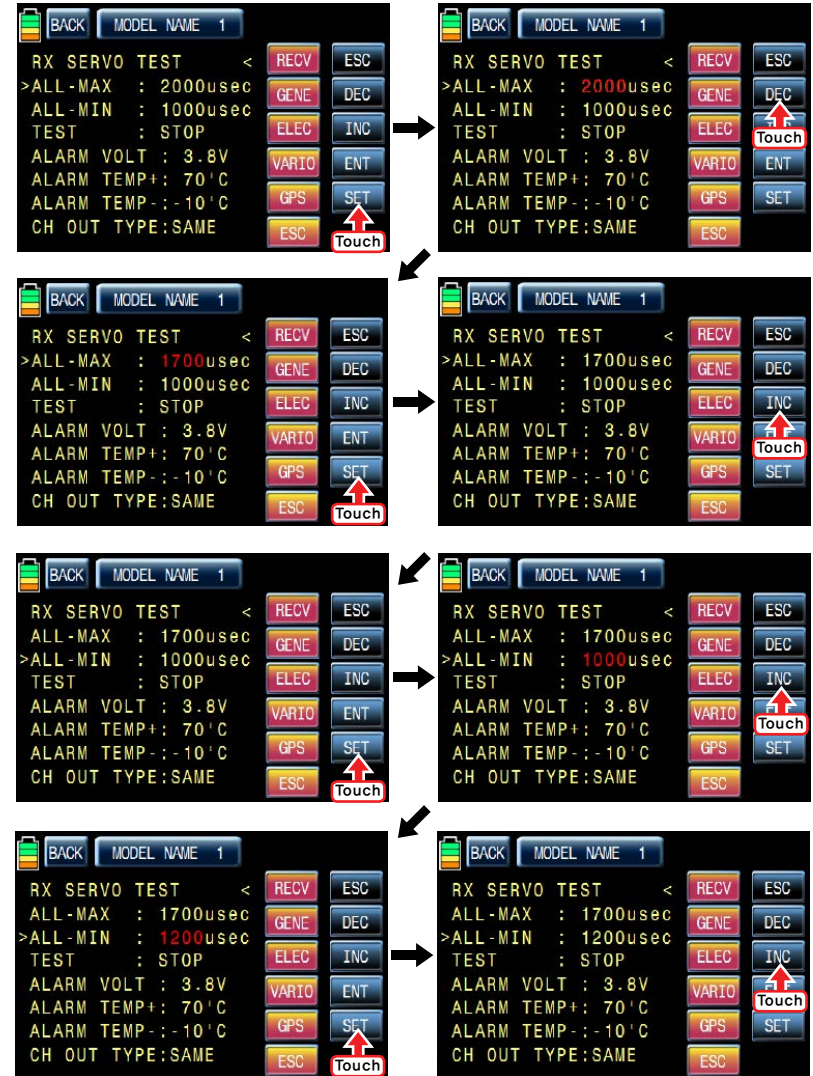 BACK MODEL NAME 1
RX SERVO TEST <
>ALL-MAX : 2000usec
ALL-MIN : 1000usec
TEST : STOP
ALARM VOLT : 3.8V
ALARM TEMP+: 70'C
ALARM TEMP-:-10'C
CH OUT TYPE:SAME
RECV
GENE
ELEC
VARIO
GPS
ESC
ESC
DEC
INC
ENT
SET
Touch
BACK MODEL NAME 1
RX SERVO TEST <
>ALL-MAX : 2000usec
ALL-MIN : 1000usec
TEST : STOP
ALARM VOLT : 3.8V
ALARM TEMP+: 70'C
ALARM TEMP-:-10'C
CH OUT TYPE:SAME
RECV
GENE
ELEC
VARIO
GPS
ESC
ESC
DEC
Touch
ENT
SET
BACK MODEL NAME 1
RX SERVO TEST <
>ALL-MAX : 1700usec
ALL-MIN : 1000usec
TEST : STOP
ALARM VOLT : 3.8V
ALARM TEMP+: 70'C
ALARM TEMP-:-10'C
CH OUT TYPE:SAME
RECV
GENE
ELEC
VARIO
GPS
ESC
ESC
DEC
INC
ENT
SET
Touch
BACK MODEL NAME 1
RX SERVO TEST <
>ALL-MAX : 1700usec
ALL-MIN : 1000usec
TEST : STOP
ALARM VOLT : 3.8V
ALARM TEMP+: 70'C
ALARM TEMP-:-10'C
CH OUT TYPE:SAME
RECV
GENE
ELEC
VARIO
GPS
ESC
ESC
DEC
INC
Touch
SET
BACK MODEL NAME 1
RX SERVO TEST <
ALL-MAX : 1700usec
>ALL-MIN : 1000usec
TEST : STOP
ALARM VOLT : 3.8V
ALARM TEMP+: 70'C
ALARM TEMP-:-10'C
CH OUT TYPE:SAME
RECV
GENE
ELEC
VARIO
GPS
ESC
ESC
DEC
INC
ENT
SET
Touch
BACK MODEL NAME 1
RX SERVO TEST <
ALL-MAX : 1700usec
>ALL-MIN : 1000usec
TEST : STOP
ALARM VOLT : 3.8V
ALARM TEMP+: 70'C
ALARM TEMP-:-10'C
CH OUT TYPE:SAME
RECV
GENE
ELEC
VARIO
GPS
ESC
ESC
DEC
INC
Touch
SET
BACK MODEL NAME 1
RX SERVO TEST <
ALL-MAX : 1700usec
>ALL-MIN : 1200usec
TEST : STOP
ALARM VOLT : 3.8V
ALARM TEMP+: 70'C
ALARM TEMP-:-10'C
CH OUT TYPE:SAME
RECV
GENE
ELEC
VARIO
GPS
ESC
ESC
DEC
INC
ENT
SET
Touch
BACK MODEL NAME 1
RX SERVO TEST <
ALL-MAX : 1700usec
>ALL-MIN : 1200usec
TEST : STOP
ALARM VOLT : 3.8V
ALARM TEMP+: 70'C
ALARM TEMP-:-10'C
CH OUT TYPE:SAME
RECV
GENE
ELEC
VARIO
GPS
ESC
ESC
DEC
INC
Touch
SET